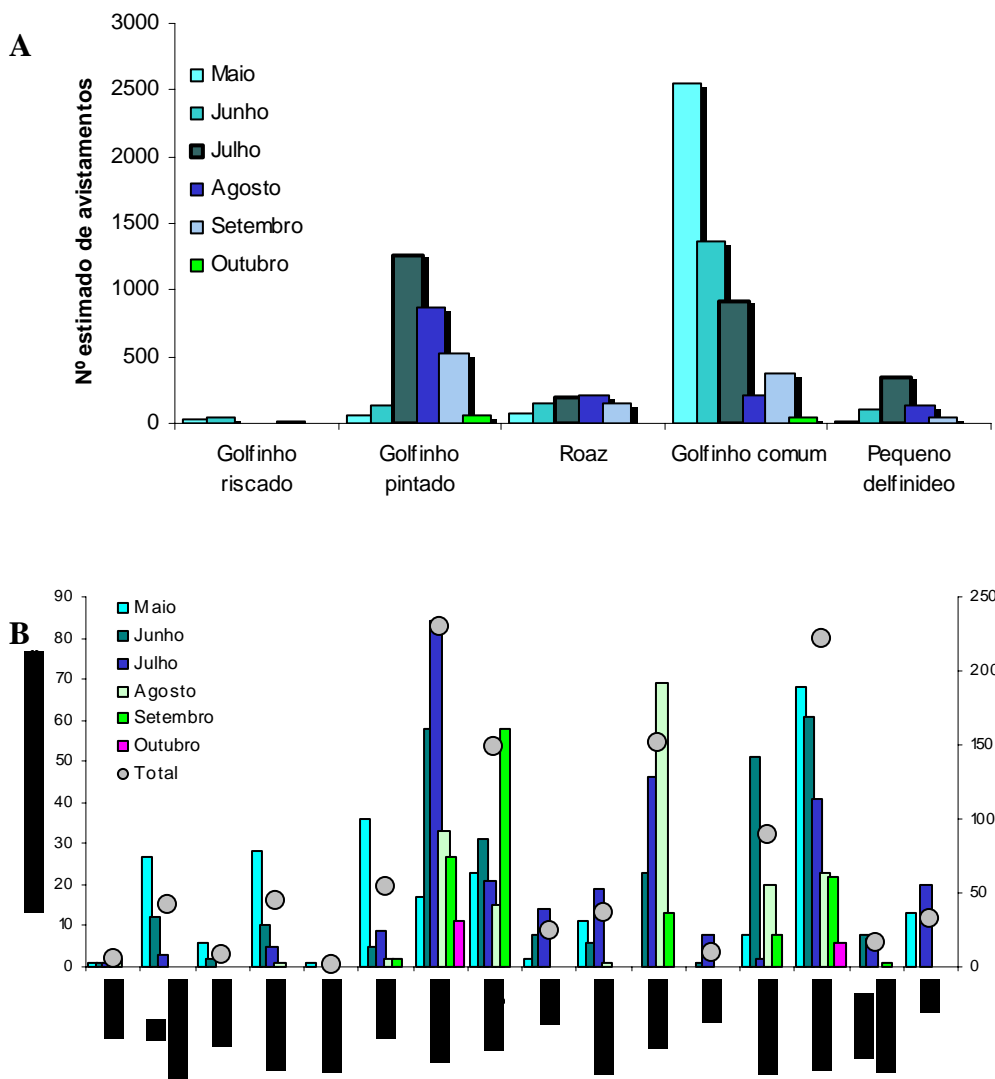 A
3000
2500
2000
1500
1000
500
0
Nº estimado de avistamentos
Maio
Junho
Julho
Agosto
Setembro
Outubro
Golfinho riscado
Golfinho pintado
Roaz
Golfinho comum
Pequeno delfinideo
B
90
80
70
60
50
40
30
20
10
0
Maio
Junho
Julho
Agosto
Setembro
Outubro
Total
250
200
150
100
50
0